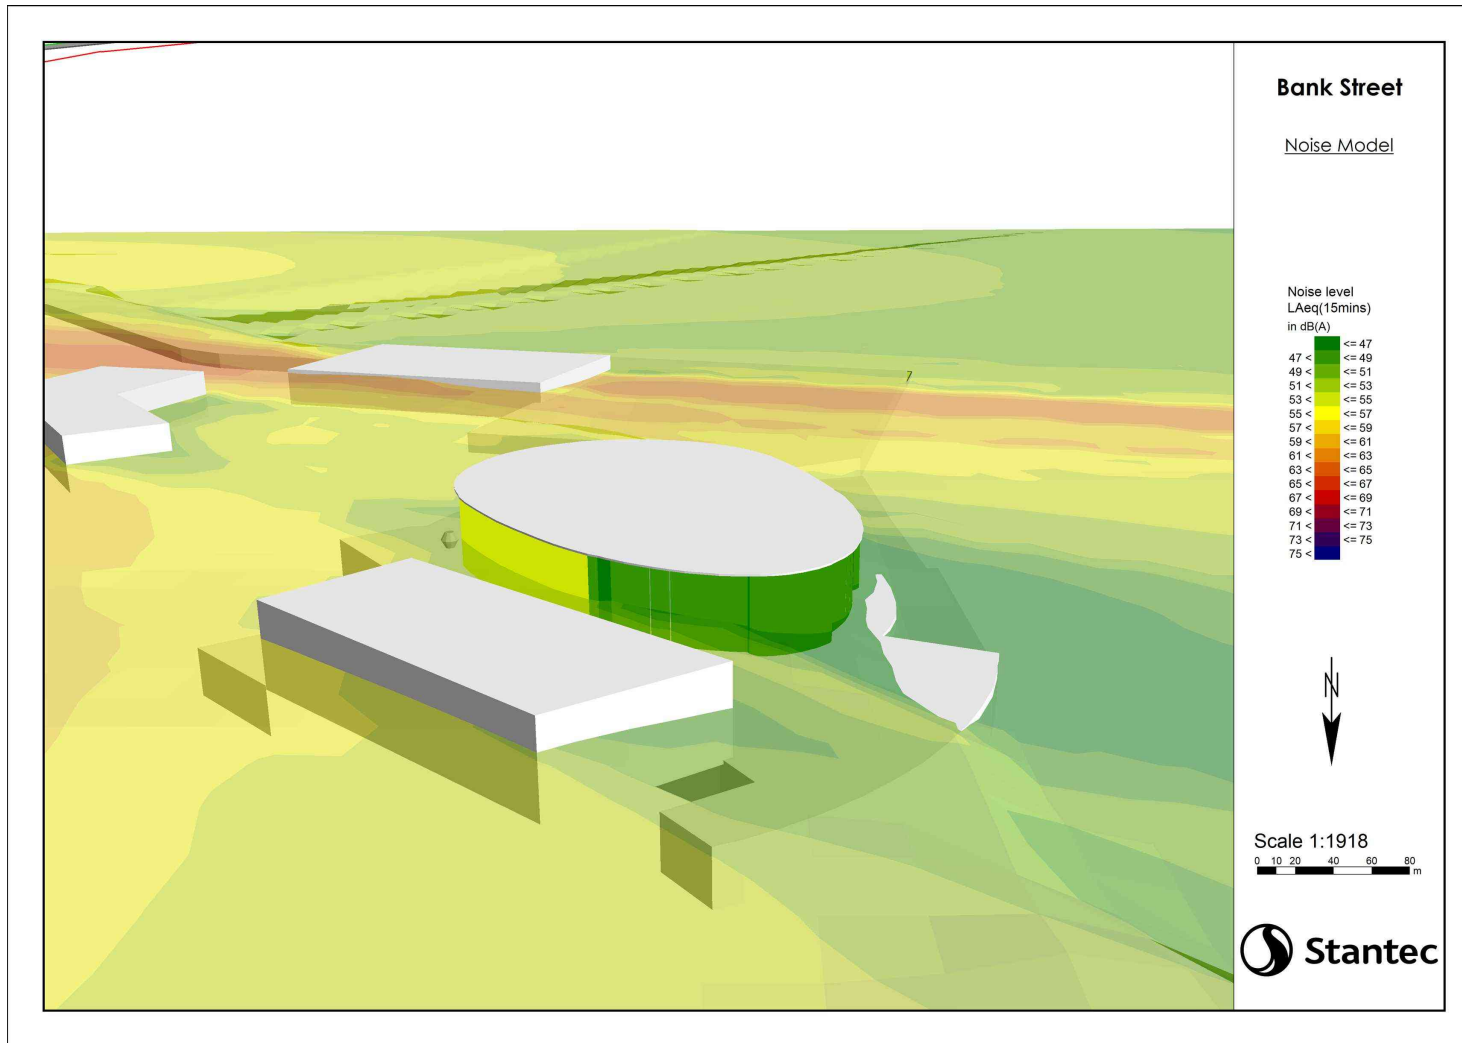 Bank Street
Noise Model
Noise level
LAeq(15mins)
in dB(A)
<= 47
47 < <= 49
49 < <= 51
51 < <= 53
53 < <= 55
55 < <= 57
57 < <= 59
59 < <= 61
61 < <= 63
63 < <= 65
65 < <= 67
67 < <= 69
69 < <= 71
71 < <= 73
73 < <= 75
75 <
7
N
Scale 1:1918
0 10 20 40 60 80
m
Stantec